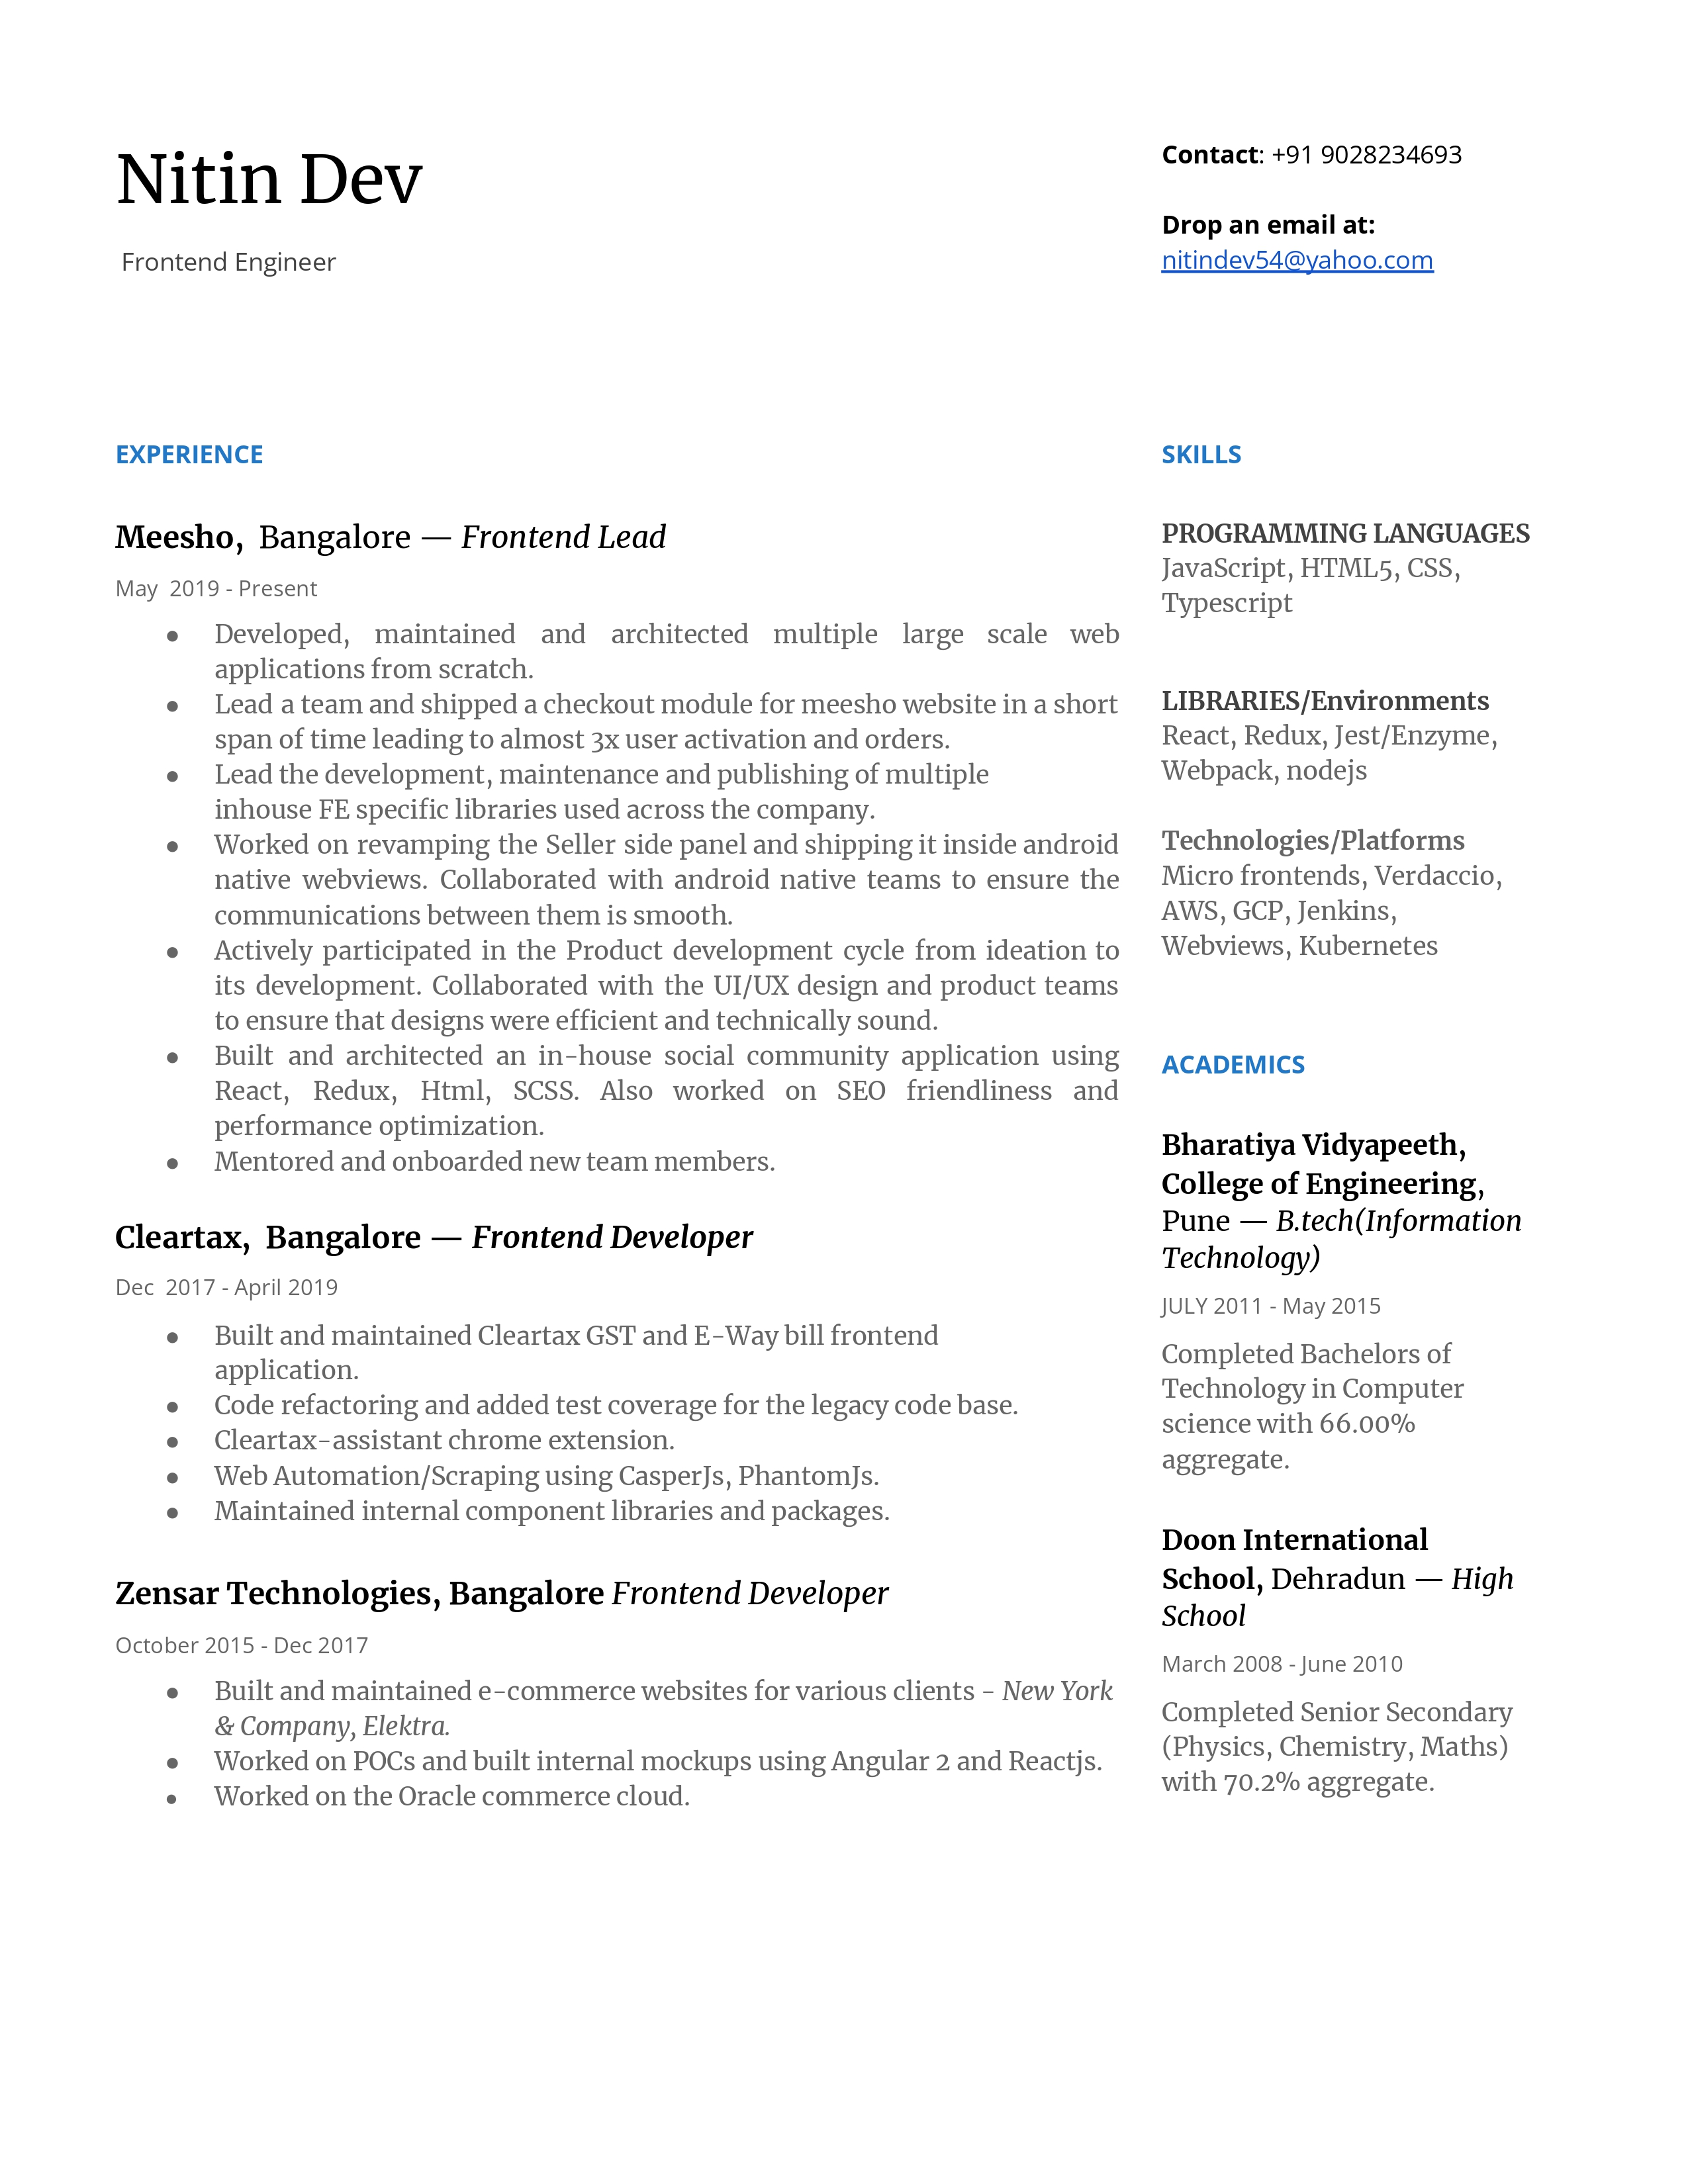 Nitin Dev
Frontend Engineer
Contact: +91 9028234693
Drop an email at:
nitindev54@yahoo.com
EXPERIENCE
Meesho,  Bangalore — Frontend Lead
May  2019 - Present
● Developed, maintained and architected multiple large scale web
applications from scratch.
● Lead a team and shipped a checkout module for meesho website in a short
span of time leading to almost 3x user activation and orders.
● Lead the development, maintenance and publishing of multiple
inhouse FE specific libraries used across the company.
● Worked on revamping the Seller side panel and shipping it inside android
native webviews. Collaborated with android native teams to ensure the
communications between them is smooth.
● Actively participated in the Product development cycle from ideation to
its development. Collaborated with the UI/UX design and product teams
to ensure that designs were efficient and technically sound.
● Built and architected an in-house social community application using
React, Redux, Html, SCSS. Also worked on SEO friendliness and
performance optimization.
● Mentored and onboarded new team members.
Cleartax,  Bangalore — Frontend Developer
Dec  2017 - April 2019
● Built and maintained Cleartax GST and E-Way bill frontend
application.
● Code refactoring and added test coverage for the legacy code base.
● Cleartax-assistant chrome extension.
● Web Automation/Scraping using CasperJs, PhantomJs.
● Maintained internal component libraries and packages.
Zensar Technologies, Bangalore Frontend Developer
October 2015 - Dec 2017
● Built and maintained e-commerce websites for various clients - New York
& Company, Elektra.
● Worked on POCs and built internal mockups using Angular 2 and Reactjs.
● Worked on the Oracle commerce cloud.
SKILLS
PROGRAMMING LANGUAGES
JavaScript, HTML5, CSS,
Typescript
LIBRARIES/Environments
React, Redux, Jest/Enzyme,
Webpack, nodejs
Technologies/Platforms
Micro frontends, Verdaccio,
AWS, GCP, Jenkins,
Webviews, Kubernetes
ACADEMICS
Bharatiya Vidyapeeth,
College of Engineering,
Pune — B.tech(Information
Technology)
JULY 2011 - May 2015
Completed Bachelors of
Technology in Computer
science with 66.00%
aggregate.
Doon International
School, Dehradun — High
School
March 2008 - June 2010
Completed Senior Secondary
(Physics, Chemistry, Maths)
with 70.2% aggregate.